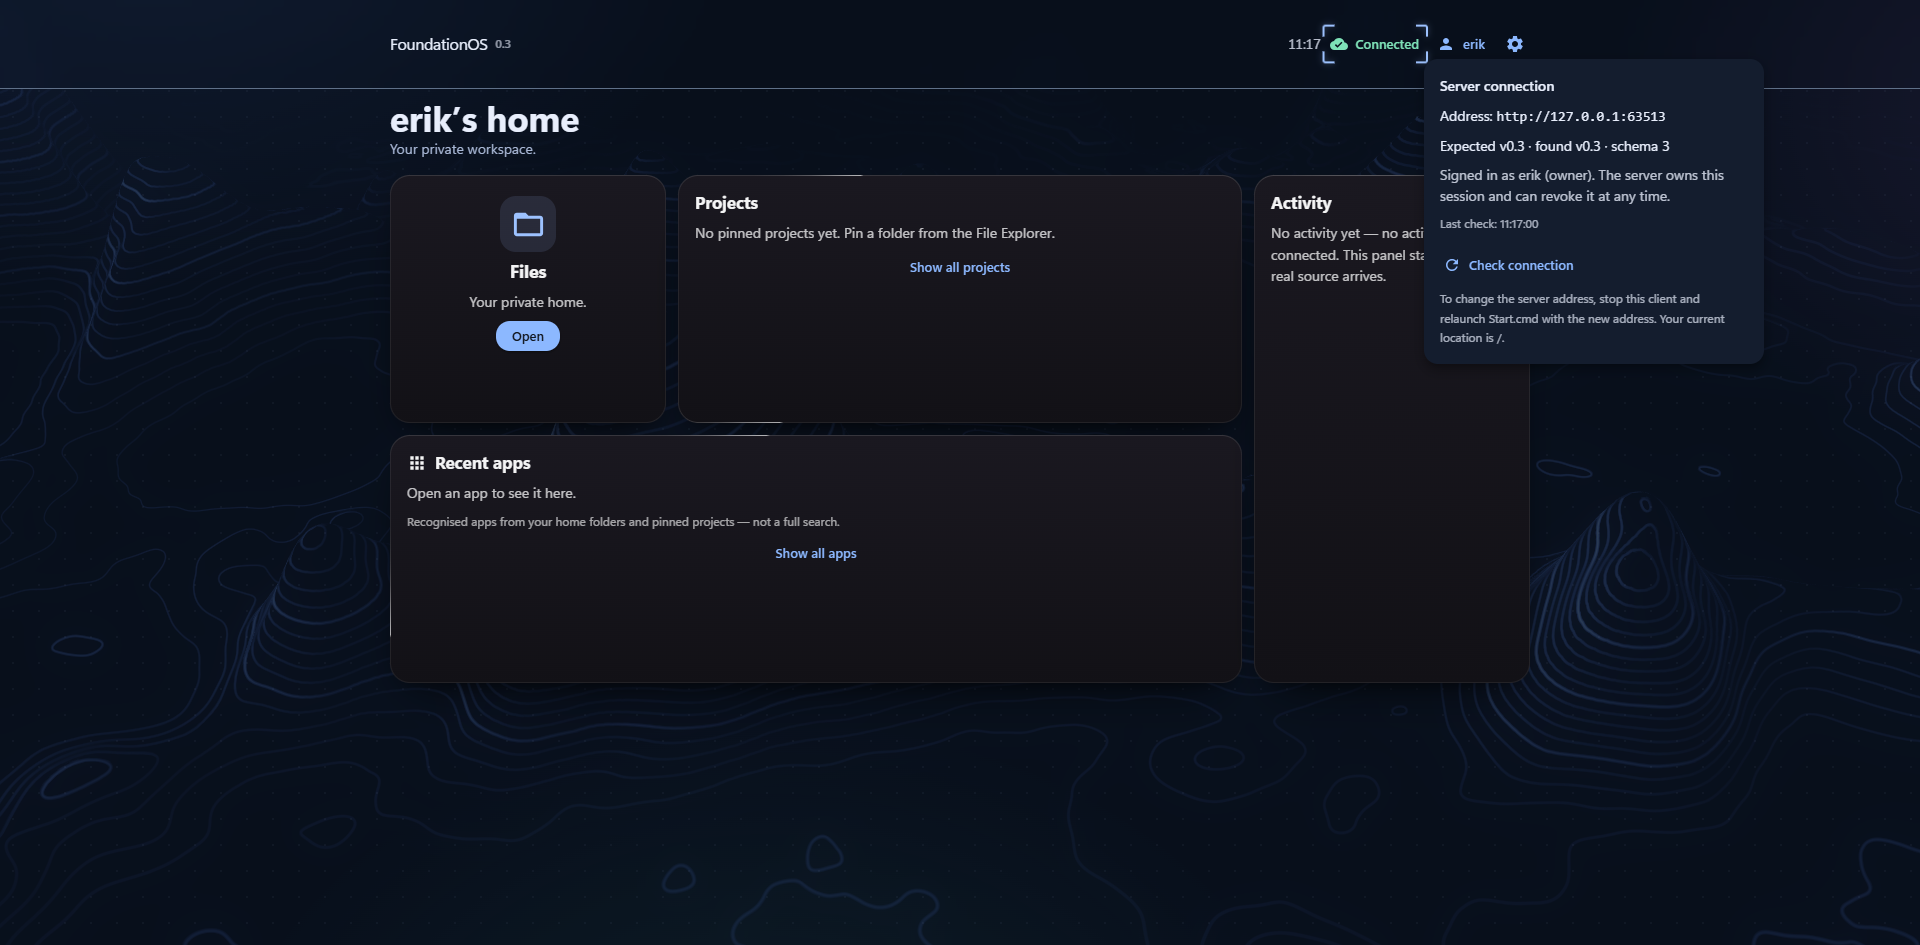 FoundationOS 0.3
11:17 Connected erik
erik’s home
Your private workspace.
Files
Your private home.
Open
Projects
No pinned projects yet. Pin a folder from the File Explorer.
Show all projects
Activity
No activity yet — no acti
connected. This panel sta
real source arrives.
Server connection
Address: http://127.0.0.1:63513
Expected v0.3 · found v0.3 · schema 3
Signed in as erik (owner). The server owns this
session and can revoke it at any time.
Last check: 11:17:00
Check connection
To change the server address, stop this client and
relaunch Start.cmd with the new address. Your current
location is /.
Recent apps
Open an app to see it here.
Recognised apps from your home folders and pinned projects — not a full search.
Show all apps